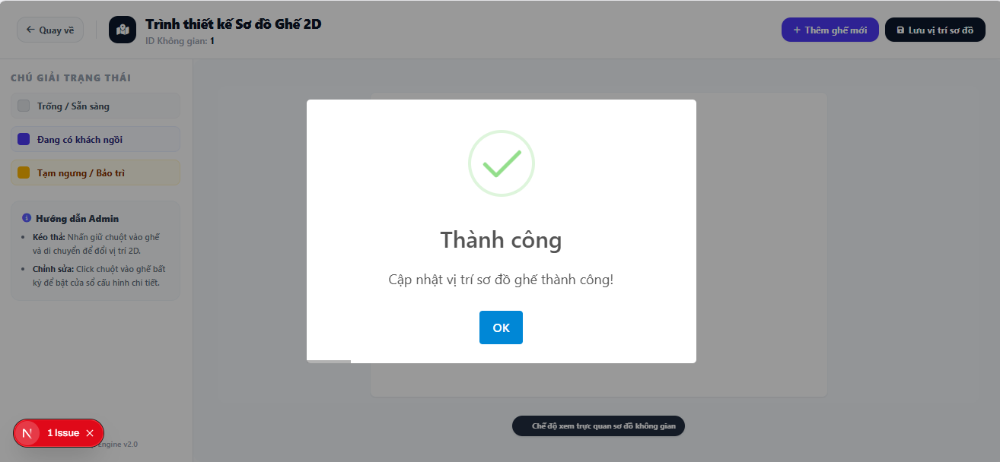 Quay về
Trình thiết kế Sơ đồ Ghế 2D
ID Không gian: 1
Thêm ghế mới
Lưu vị trí sơ đồ
CHÚ GIẢI TRẠNG THÁI
Trống / Sẵn sàng
Đang có khách ngồi
Tạm ngưng / Bảo trì
Hướng dẫn Admin
Kéo thả: Nhấn giữ chuột vào ghế
và di chuyển để đổi vị trí 2D.
Chỉnh sửa: Click chuột vào ghế bất
kỳ để bật cửa sổ cấu hình chi tiết.
Thành công
Cập nhật vị trí sơ đồ ghế thành công!
OK
Chế độ xem trực quan sơ đồ không gian
N 1 Issue
Engine v2.0